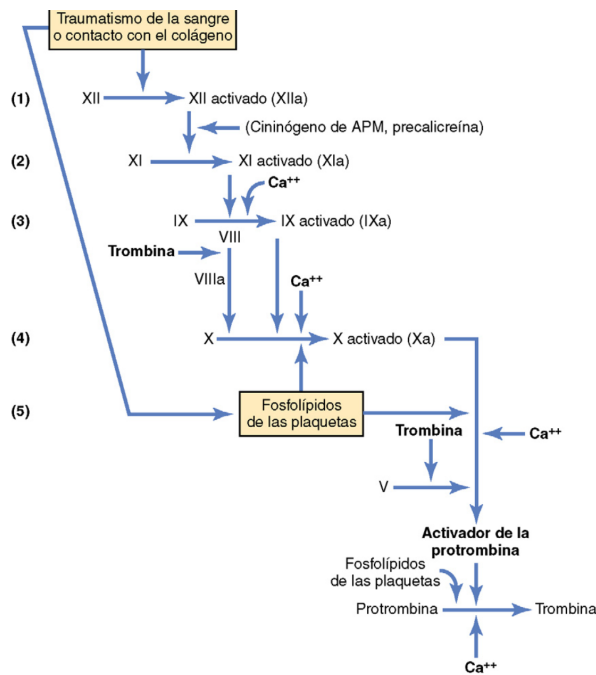 Traumatismo de la sangre
o contacto con el colágeno
(1) XII XII activado (XIIa)
(Cininógeno de APM, precalicreína)
(2) XI XI activado (XIa)
Ca++
(3) IX IX activado (IXa)
VIII
Trombina
VIIIa Ca++
(4) X X activado (Xa)
(5) Fosfolípidos
de las plaquetas
Trombina Ca++
V
Activador de la
protrombina
Fosfolípidos
de las plaquetas
Protrombina Trombina
Ca++